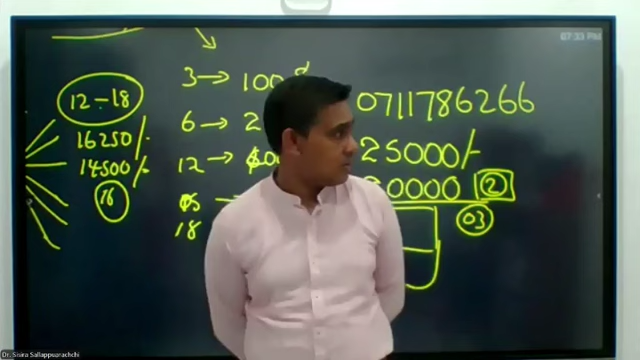 07:33 PM
12 - 18
16250/-
14500/-
16
3 → 100
6 → 2
12 →
18
0711786266
25000/-
0000 2
03
Dr. Sisira Sallappuarachchi